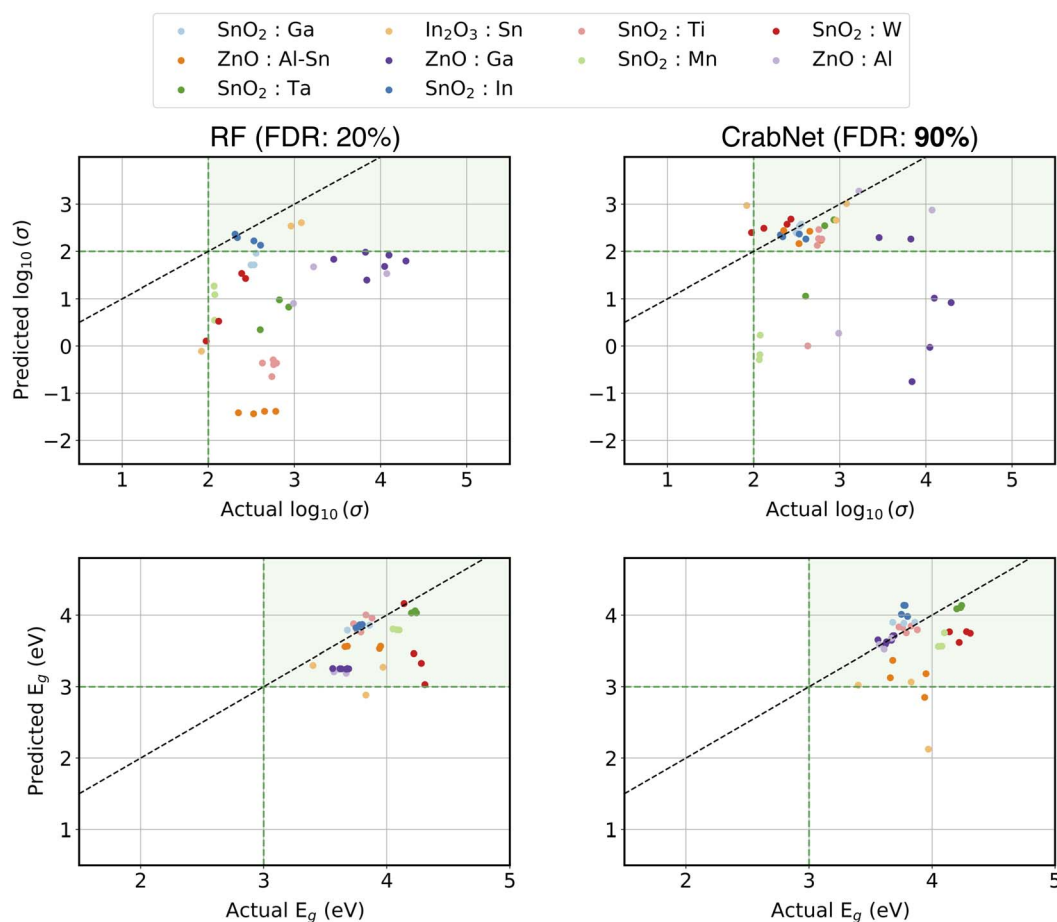 SnO₂ : Ga In₂O₃ : Sn SnO₂ : Ti SnO₂ : W
ZnO : Al-Sn ZnO : Ga SnO₂ : Mn ZnO : Al
SnO₂ : Ta SnO₂ : In
RF (FDR: 20%) CrabNet (FDR: 90%)
Predicted log₁₀(σ)
3
2
1
0
−1
−2
1 2 3 4 5
Actual log₁₀(σ)
3
2
1
0
−1
−2
1 2 3 4 5
Actual log₁₀(σ)
Predicted E_g (eV)
4
3
2
1
2 3 4 5
Actual E_g (eV)
4
3
2
1
2 3 4 5
Actual E_g (eV)